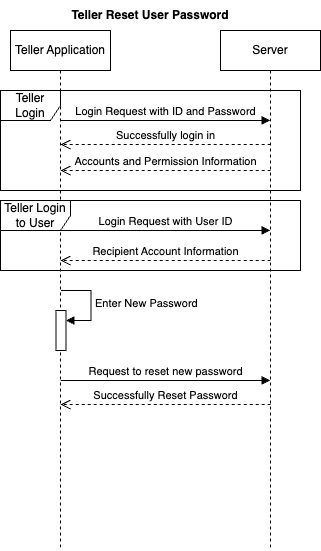 Teller Reset User Password
Teller Application
Server
Teller
Login
Login Request with ID and Password
Successfully login in
Accounts and Permission Information
Teller Login
to User
Login Request with User ID
Recipient Account Information
Enter New Password
Request to reset new password
Successfully Reset Password